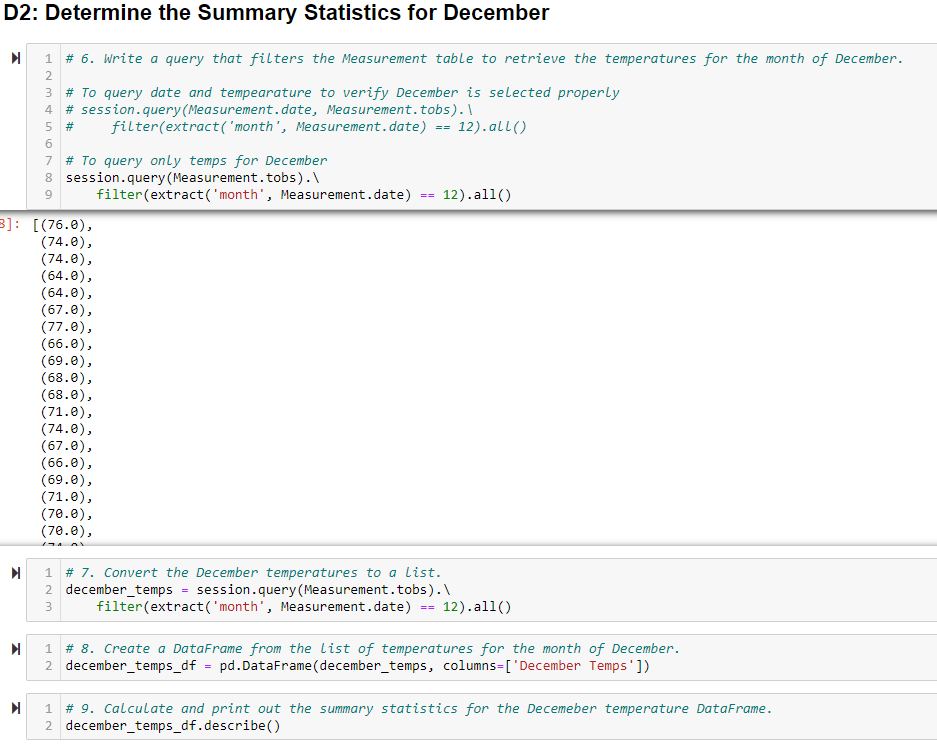 D2: Determine the Summary Statistics for December
1 # 6. Write a query that filters the Measurement table to retrieve the temperatures for the month of December.
2
3 # To query date and tempearature to verify December is selected properly
4 # session.query(Measurement.date, Measurement.tobs).\
5 #     filter(extract('month', Measurement.date) == 12).all()
6
7 # To query only temps for December
8 session.query(Measurement.tobs).\
9     filter(extract('month', Measurement.date) == 12).all()
8]: [(76.0),
(74.0),
(74.0),
(64.0),
(64.0),
(67.0),
(77.0),
(66.0),
(69.0),
(68.0),
(68.0),
(71.0),
(74.0),
(67.0),
(66.0),
(69.0),
(71.0),
(70.0),
(70.0),
1 # 7. Convert the December temperatures to a list.
2 december_temps = session.query(Measurement.tobs).\
3     filter(extract('month', Measurement.date) == 12).all()
1 # 8. Create a DataFrame from the list of temperatures for the month of December.
2 december_temps_df = pd.DataFrame(december_temps, columns=['December Temps'])
1 # 9. Calculate and print out the summary statistics for the Decemeber temperature DataFrame.
2 december_temps_df.describe()